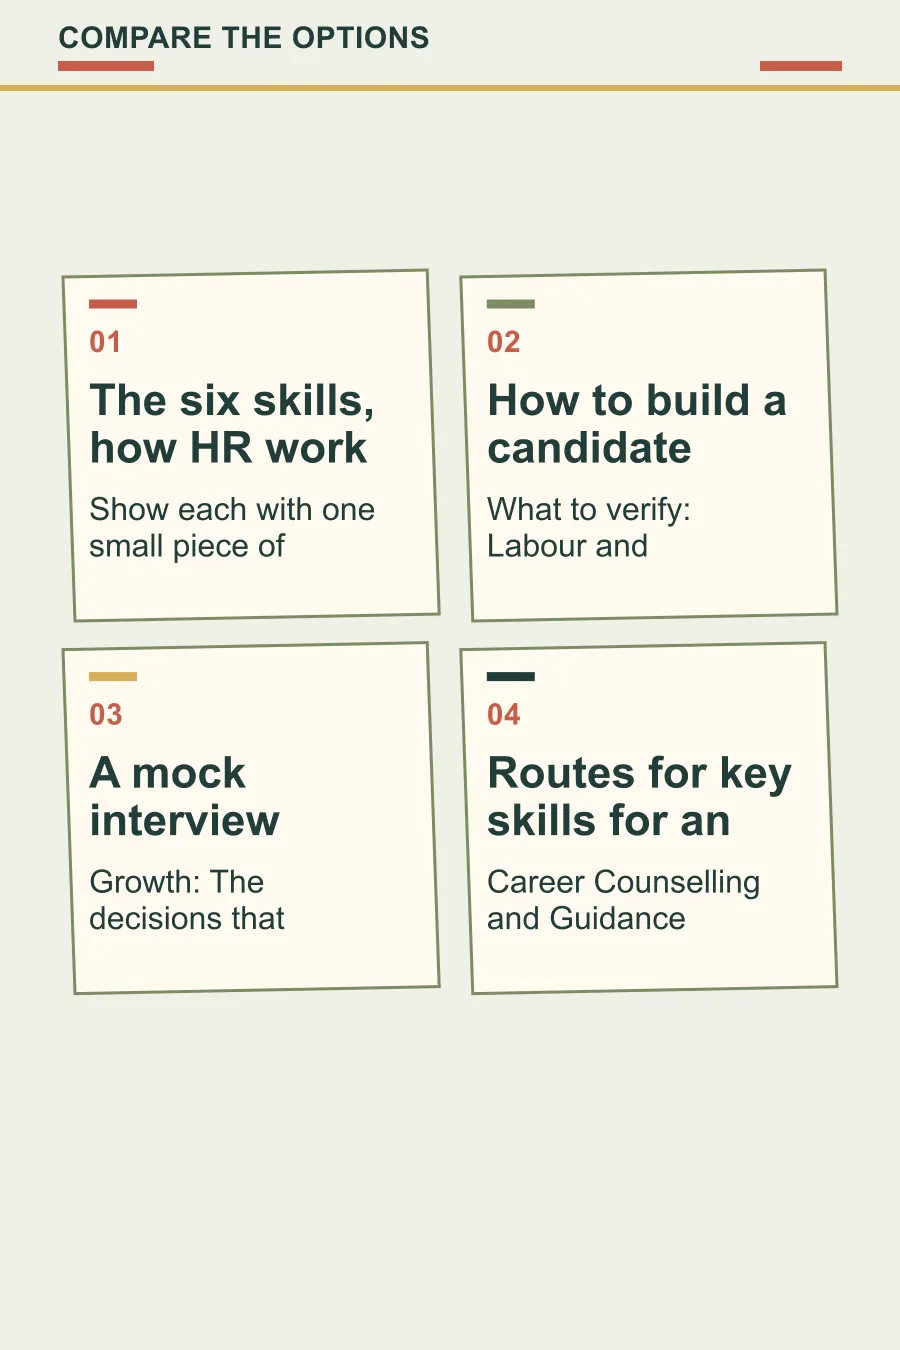 COMPARE THE OPTIONS
01
The six skills,
how HR work
Show each with one
small piece of
02
How to build a
candidate
What to verify:
Labour and
03
A mock
interview
Growth: The
decisions that
04
Routes for key
skills for an
Career Counselling
and Guidance